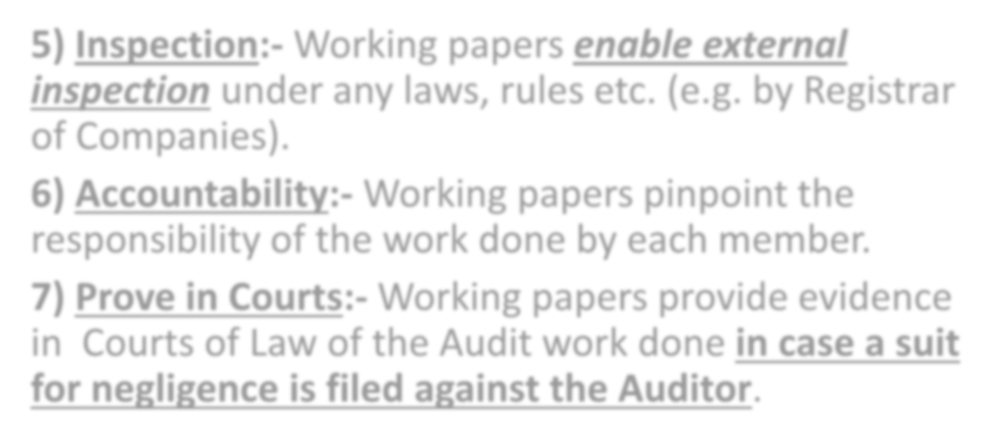 5) Inspection:- Working papers enable external
inspection under any laws, rules etc. (e.g. by Registrar
of Companies).
6) Accountability:- Working papers pinpoint the
responsibility of the work done by each member.
7) Prove in Courts:- Working papers provide evidence
in  Courts of Law of the Audit work done in case a suit
for negligence is filed against the Auditor.